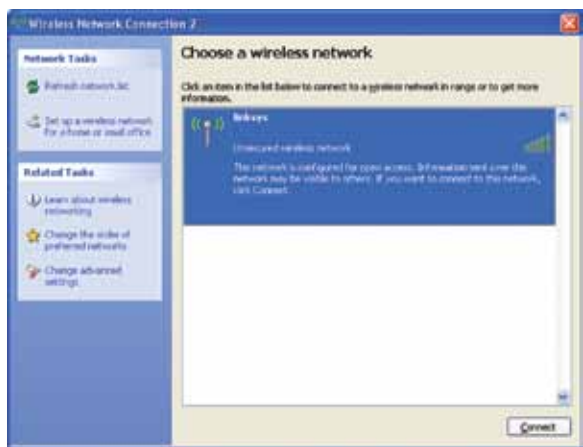 Wireless Network Connection 2
Network Tasks
Refresh network list
Set up a wireless network
for a home or small office
Related Tasks
Learn about wireless
networking
Change the order of
preferred networks
Change advanced
settings
Choose a wireless network
Click an item in the list below to connect to a wireless network in range or to get more
information.
linksys
Unsecured wireless network
This network is configured for open access. Information sent over this
network may be visible to others. If you want to connect to this network,
click Connect.
Connect